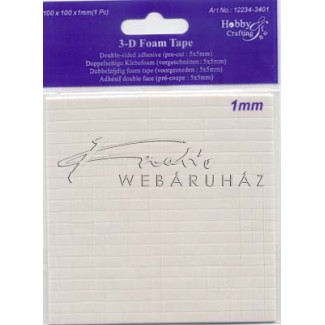 100 x 100 x 1mm(1 Pc)
Art No.: 12234-3401
Hobby
Crafting
3-D Foam Tape
Double-sided adhesive (pre-cut : 5x5mm)
Doppelseitige Klebefoam (vorgeschnitten : 5x5mm)
Dubbelzijdig foam tape (voorgesneden : 5x5mm)
Adhésif double face (pré-coupe : 5x5mm)
1mm
WEBÁRUHÁZ